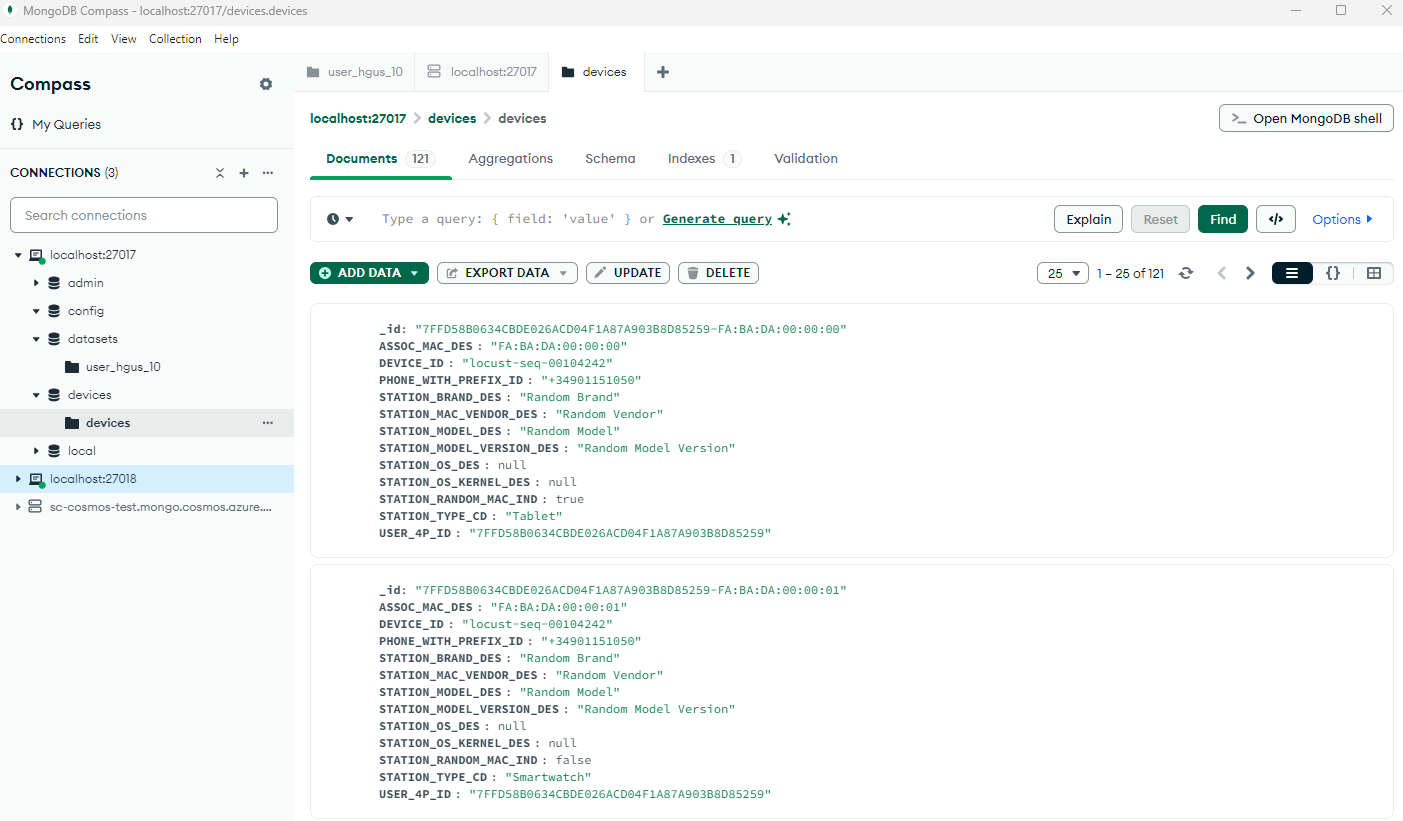 MongoDB Compass - localhost:27017/devices.devices
Connections Edit View Collection Help
Compass
{} My Queries
CONNECTIONS (3)
Search connections
localhost:27017
admin
config
datasets
user_hgus_10
devices
devices
local
localhost:27018
sc-cosmos-test.mongo.cosmos.azure....
user_hgus_10
localhost:27017
devices
localhost:27017 > devices > devices
>_ Open MongoDB shell
Documents 121 Aggregations Schema Indexes 1 Validation
Type a query: { field: 'value' } or Generate query
Explain Reset Find </> Options
ADD DATA EXPORT DATA UPDATE DELETE
25 1 – 25 of 121 {}
_id: "7FFD58B0634CBDE026ACD04F1A87A903B8D85259-FA:BA:DA:00:00:00"
ASSOC_MAC_DES : "FA:BA:DA:00:00:00"
DEVICE_ID : "locust-seq-00104242"
PHONE_WITH_PREFIX_ID : "+34901151050"
STATION_BRAND_DES : "Random Brand"
STATION_MAC_VENDOR_DES : "Random Vendor"
STATION_MODEL_DES : "Random Model"
STATION_MODEL_VERSION_DES : "Random Model Version"
STATION_OS_DES : null
STATION_OS_KERNEL_DES : null
STATION_RANDOM_MAC_IND : true
STATION_TYPE_CD : "Tablet"
USER_4P_ID : "7FFD58B0634CBDE026ACD04F1A87A903B8D85259"
_id: "7FFD58B0634CBDE026ACD04F1A87A903B8D85259-FA:BA:DA:00:00:01"
ASSOC_MAC_DES : "FA:BA:DA:00:00:01"
DEVICE_ID : "locust-seq-00104242"
PHONE_WITH_PREFIX_ID : "+34901151050"
STATION_BRAND_DES : "Random Brand"
STATION_MAC_VENDOR_DES : "Random Vendor"
STATION_MODEL_DES : "Random Model"
STATION_MODEL_VERSION_DES : "Random Model Version"
STATION_OS_DES : null
STATION_OS_KERNEL_DES : null
STATION_RANDOM_MAC_IND : false
STATION_TYPE_CD : "Smartwatch"
USER_4P_ID : "7FFD58B0634CBDE026ACD04F1A87A903B8D85259"